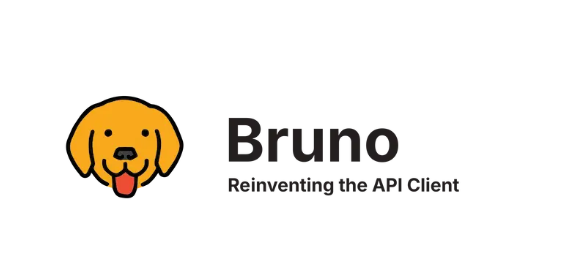 Bruno
Reinventing the API Client